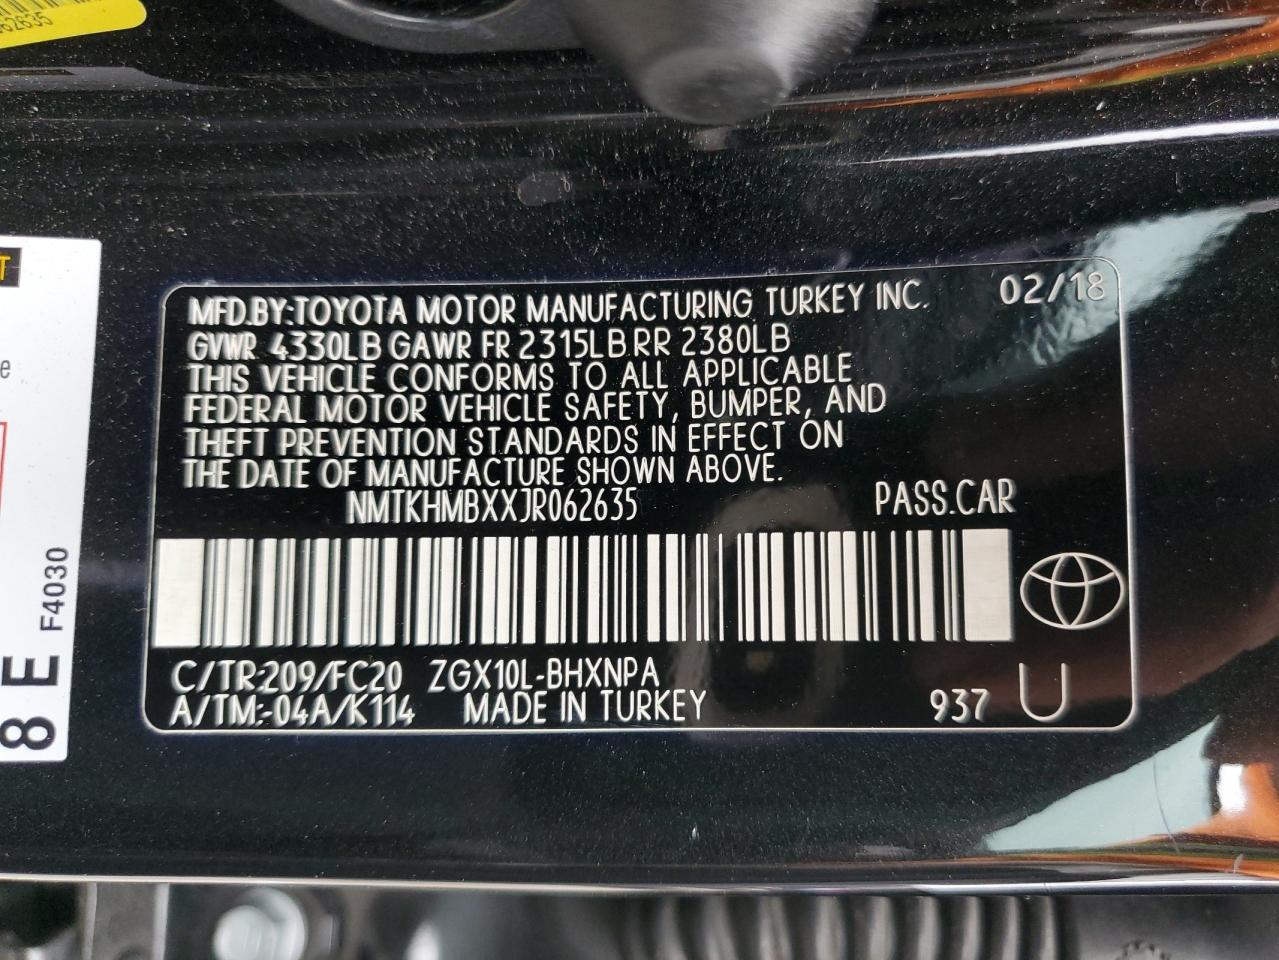 062635
T
e
MFD.BY:TOYOTA MOTOR MANUFACTURING TURKEY INC. 02/18
GVWR 4330LB GAWR FR 2315LB RR 2380LB
THIS VEHICLE CONFORMS TO ALL APPLICABLE
FEDERAL MOTOR VEHICLE SAFETY, BUMPER, AND
THEFT PREVENTION STANDARDS IN EFFECT ON
THE DATE OF MANUFACTURE SHOWN ABOVE.
NMTKHMBXXJR062635 PASS.CAR
C/TR:209/FC20 ZGX10L-BHXNPA
A/TM:-04A/K114 MADE IN TURKEY 937 U
8 E F4030